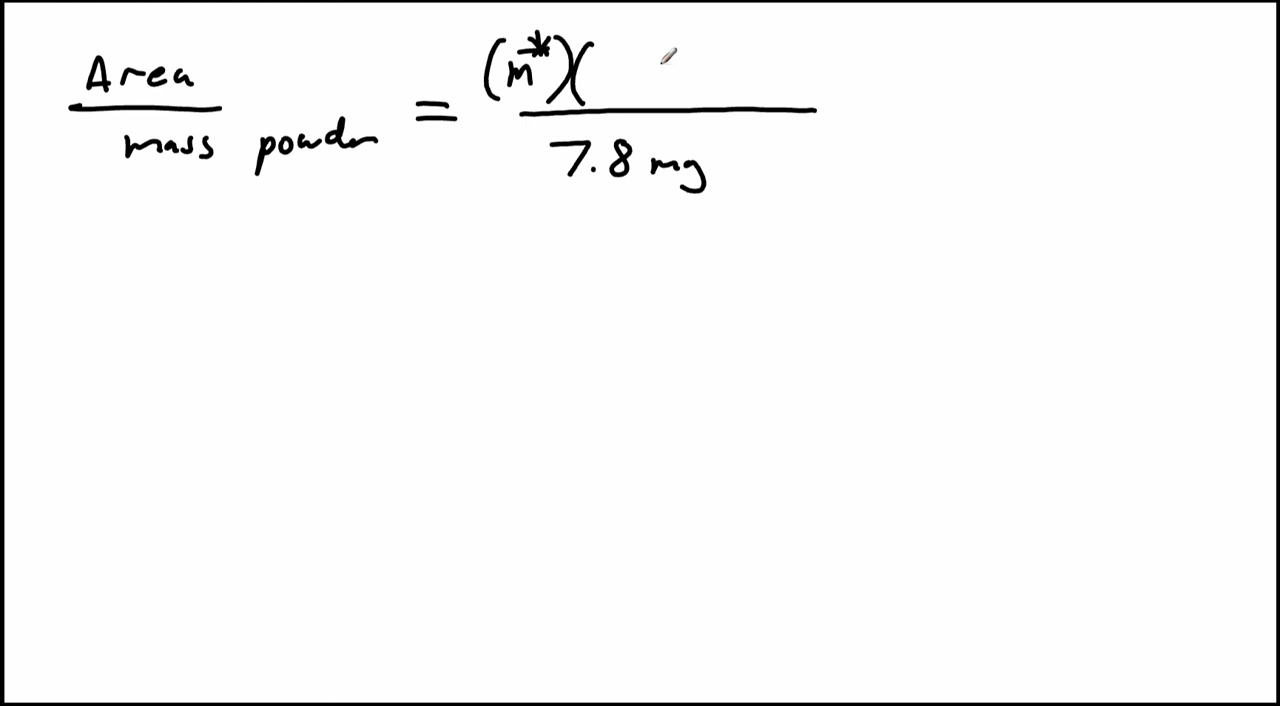 Area / mass powder = (m*)( / 7.8 mg